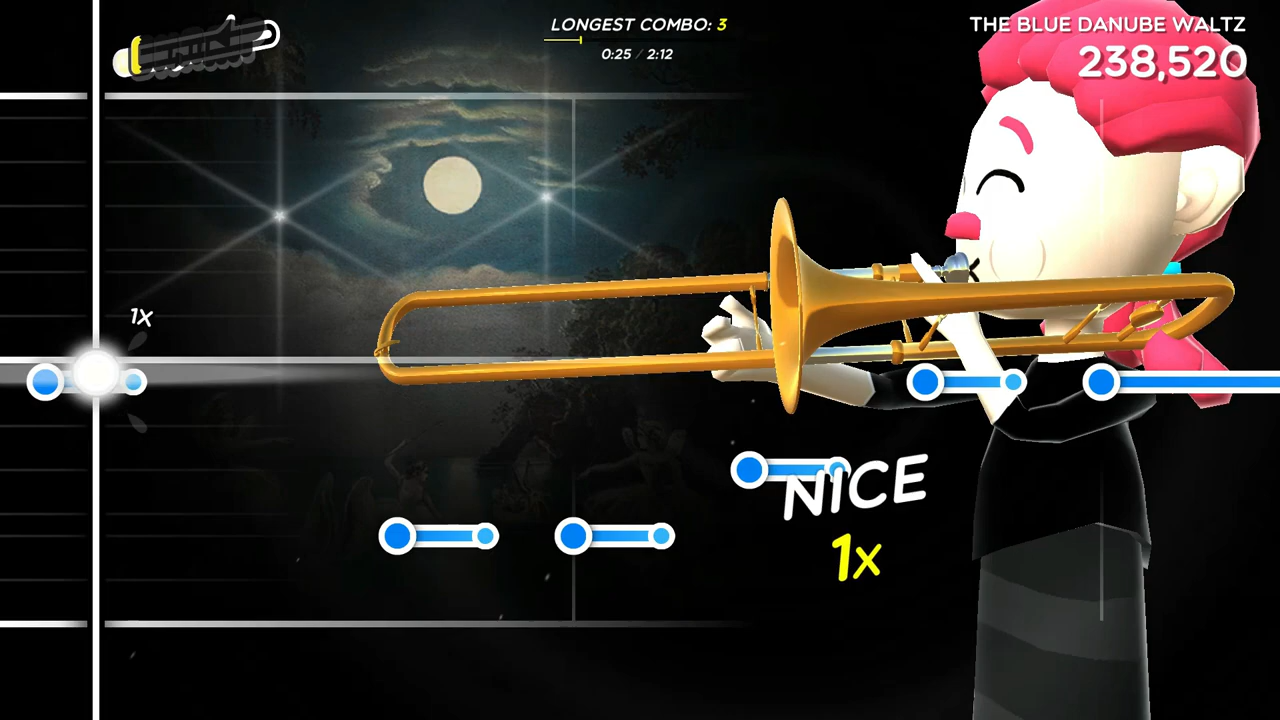 LONGEST COMBO: 3
0:25 / 2:12
THE BLUE DANUBE WALTZ
238,520
1X
NICE
1x